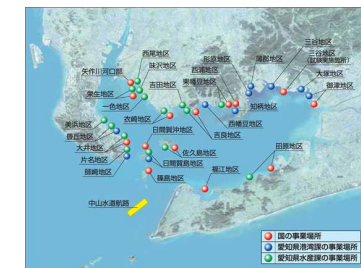 西尾地区
味沢地区
矢作川河口部
栄生地区
吉田地区
一色地区
衣崎地区
形原地区
西浦地区
東幡豆地区
蒲郡地区
三谷地区
三谷地区
(試験実施箇所)
大塚地区
御津地区
知柄地区
西幡豆地区
吉良地区
美浜地区
豊丘地区
大井地区
片名地区
師崎地区
日間賀沖地区
佐久島地区
日間賀島地区
篠島地区
田原地区
福江地区
中山水道航路
国の事業場所
愛知県港湾課の事業場所
愛知県水産課の事業場所